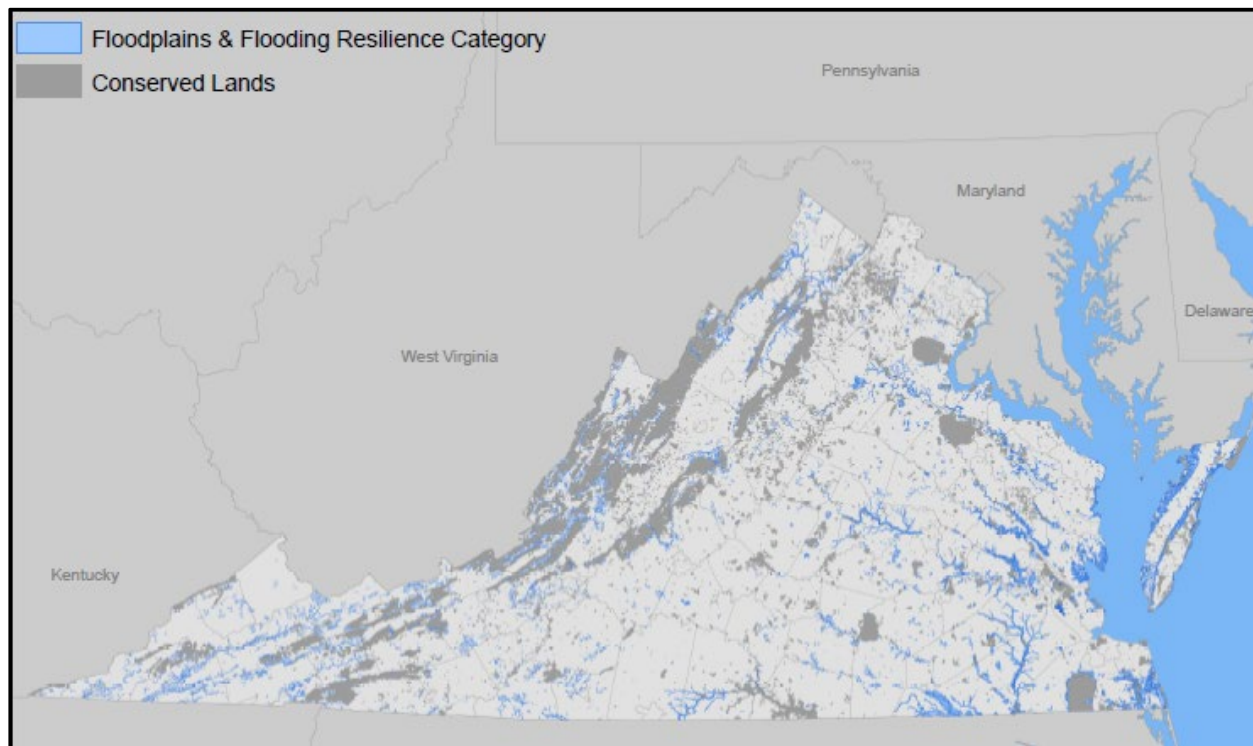 Floodplains & Flooding Resilience Category
Conserved Lands
Pennsylvania
Maryland
Delaware
West Virginia
Kentucky